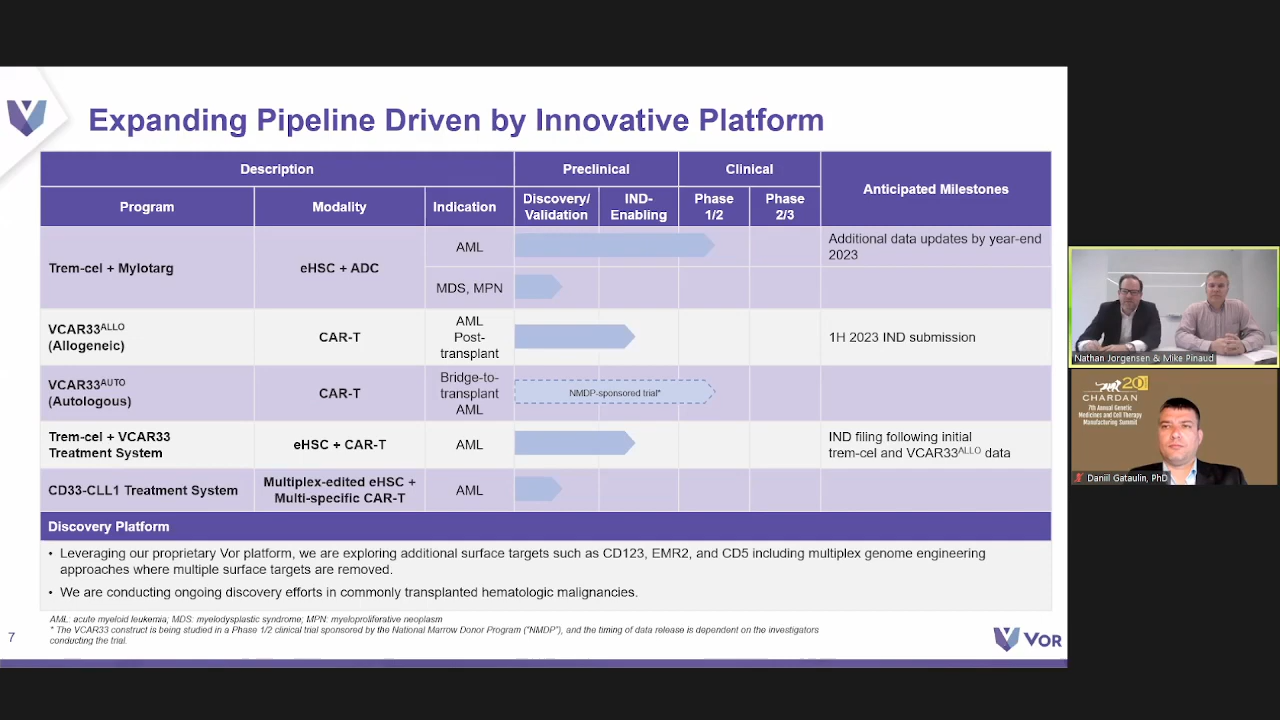 Expanding Pipeline Driven by Innovative Platform
Description
Preclinical
Clinical
Anticipated Milestones
Program
Modality
Indication
Discovery/
Validation
IND-
Enabling
Phase
1/2
Phase
2/3
Trem-cel + Mylotarg
eHSC + ADC
AML
Additional data updates by year-end
2023
MDS, MPN
VCAR33ALLO
(Allogeneic)
CAR-T
AML
Post-
transplant
1H 2023 IND submission
VCAR33AUTO
(Autologous)
CAR-T
Bridge-to-
transplant
AML
NMDP-sponsored trial*
Trem-cel + VCAR33
Treatment System
eHSC + CAR-T
AML
IND filing following initial
trem-cel and VCAR33ALLO data
CD33-CLL1 Treatment System
Multiplex-edited eHSC +
Multi-specific CAR-T
AML
Discovery Platform
• Leveraging our proprietary Vor platform, we are exploring additional surface targets such as CD123, EMR2, and CD5 including multiplex genome engineering
approaches where multiple surface targets are removed.
• We are conducting ongoing discovery efforts in commonly transplanted hematologic malignancies.
AML: acute myeloid leukemia; MDS: myelodysplastic syndrome; MPN: myeloproliferative neoplasm
* The VCAR33 construct is being studied in a Phase 1/2 clinical trial sponsored by the National Marrow Donor Program ("NMDP"), and the timing of data release is dependent on the investigators
conducting the trial.
7
VOR
Nathan Jorgensen & Mike Pinaud
20
CHARDAN
7th Annual Genetic
Medicines and Cell Therapy
Manufacturing Summit
Daniil Gataulin, PhD